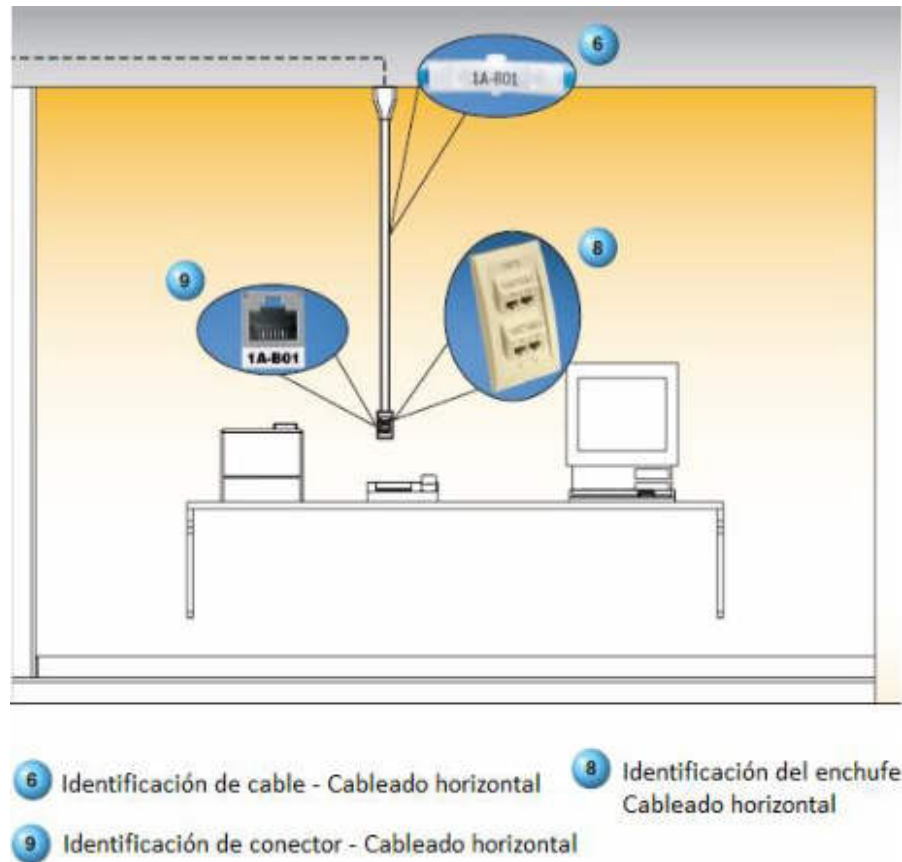 6
1A-B01
8
9
1A-B01
6 Identificación de cable - Cableado horizontal
8 Identificación del enchufe
Cableado horizontal
9 Identificación de conector - Cableado horizontal